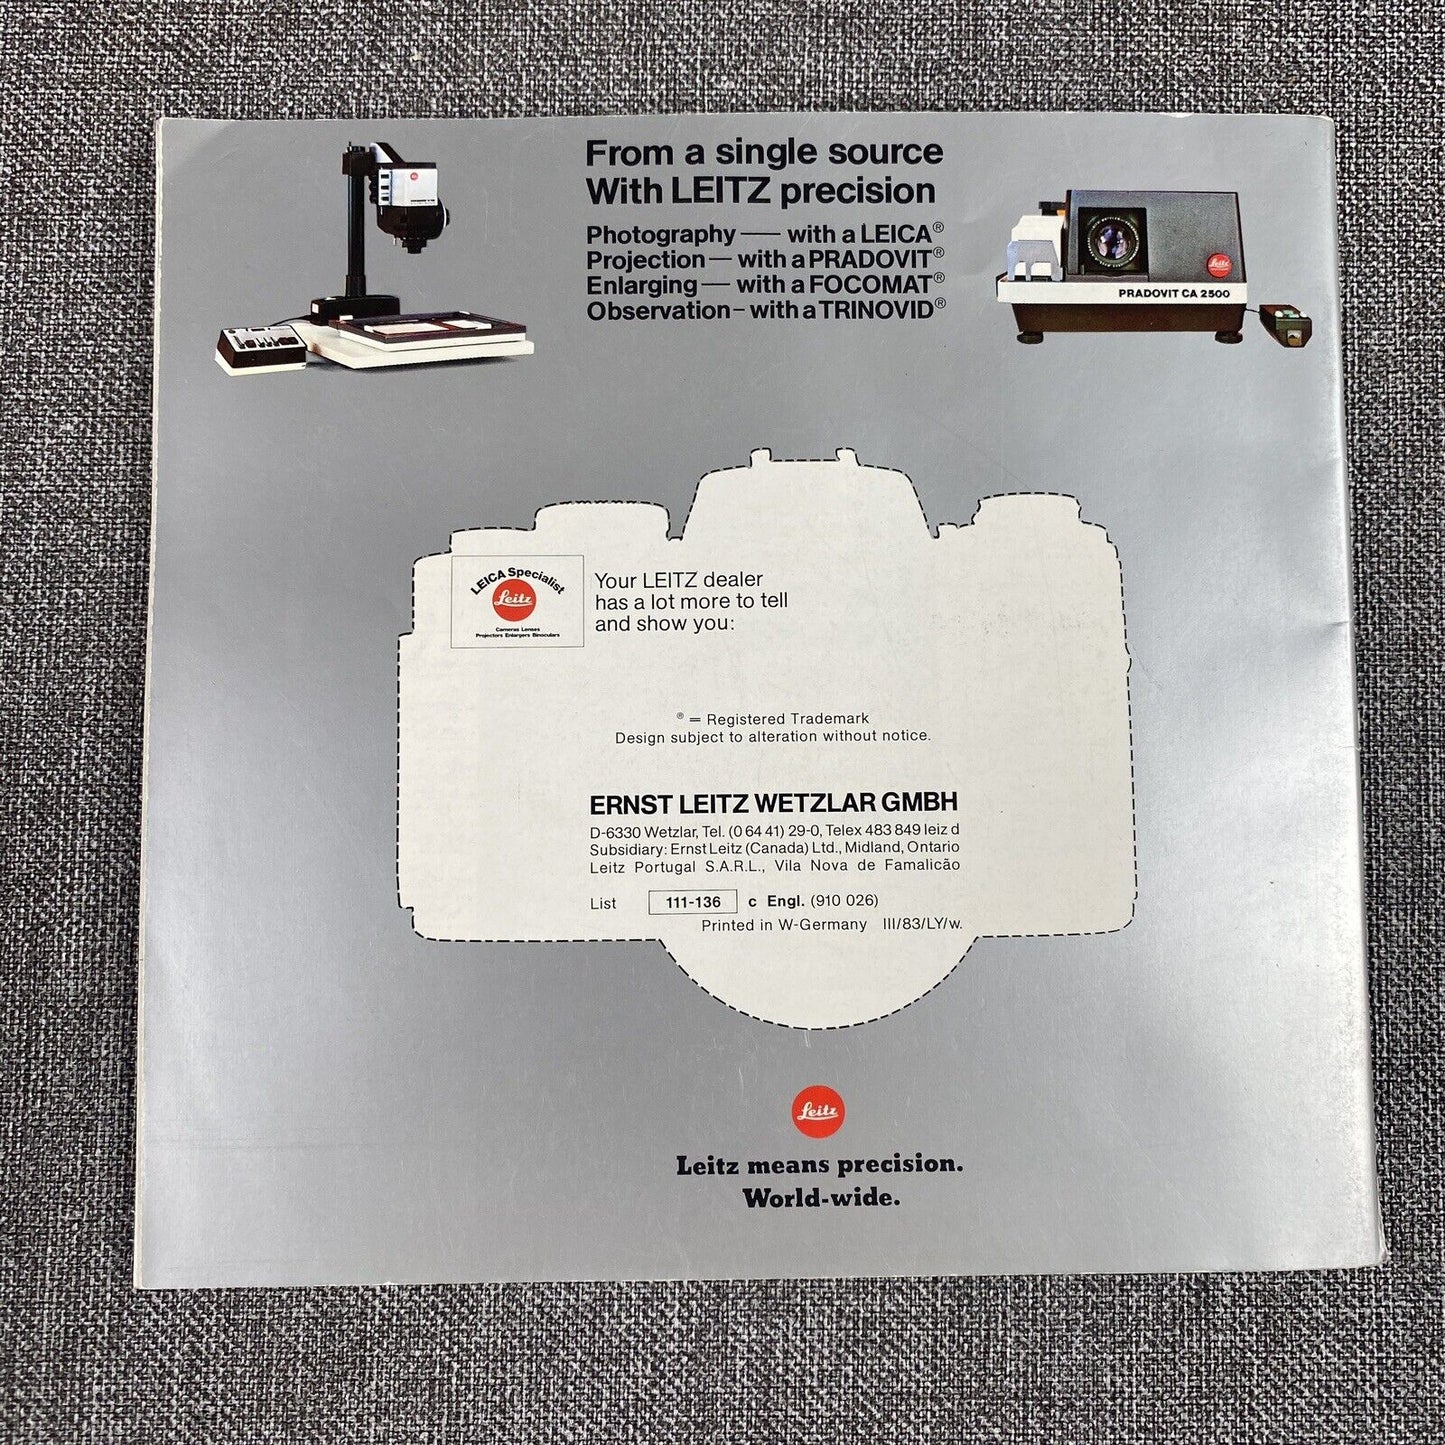 From a single source
With LEITZ precision
Photography — with a LEICA®
Projection — with a PRADOVIT®
Enlarging — with a FOCOMAT®
Observation – with a TRINOVID®
Leitz
PRADOVIT CA 2500
LEICA Specialist
Leitz
Cameras Lenses
Projectors Enlargers Binoculars
Your LEITZ dealer
has a lot more to tell
and show you:
® = Registered Trademark
Design subject to alteration without notice.
ERNST LEITZ WETZLAR GMBH
D-6330 Wetzlar, Tel. (0 64 41) 29-0, Telex 483 849 leiz d
Subsidiary: Ernst Leitz (Canada) Ltd., Midland, Ontario
Leitz Portugal S.A.R.L., Vila Nova de Famalicão
List 111-136 c Engl. (910 026)
Printed in W-Germany III/83/LY/w.
Leitz
Leitz means precision.
World-wide.